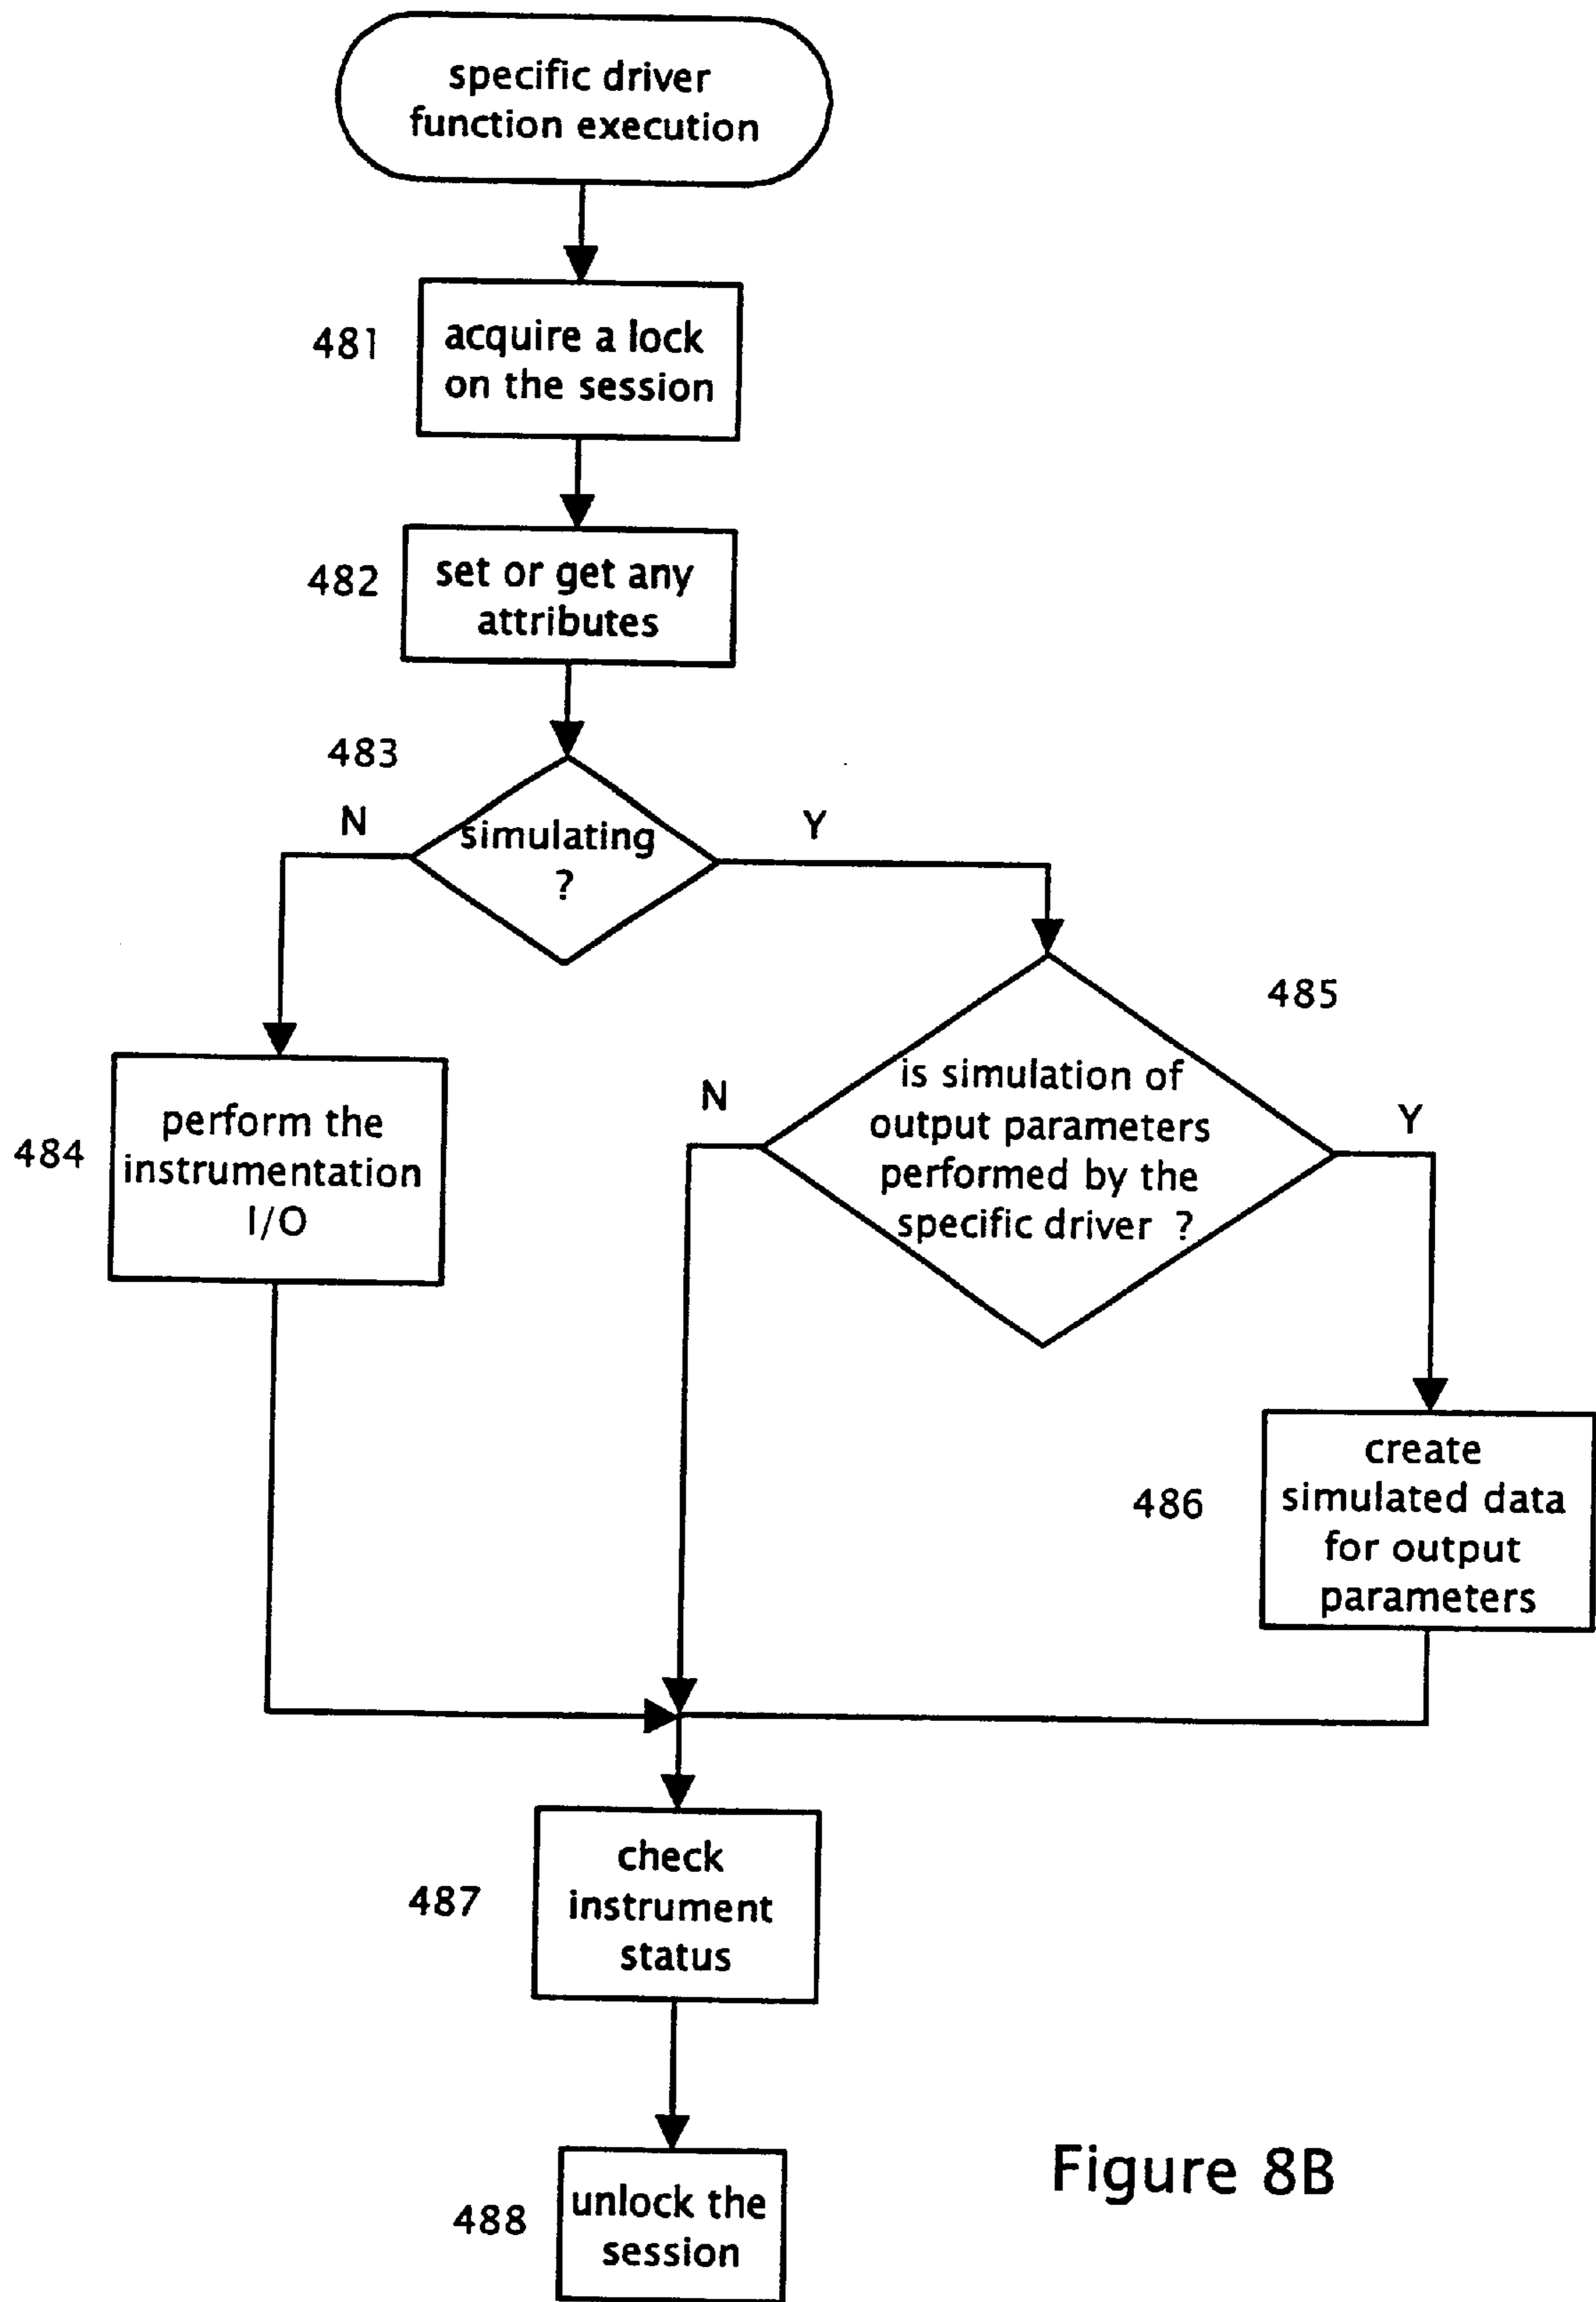 specific driver
function execution
481
acquire a lock
on the session
482
set or get any
attributes
483
N
simulating
?
Y
485
484
perform the
instrumentation
I/O
N
is simulation of
output parameters
performed by the
specific driver ?
Y
486
create
simulated data
for output
parameters
487
check
instrument
status
488
unlock the
session
Figure 8B